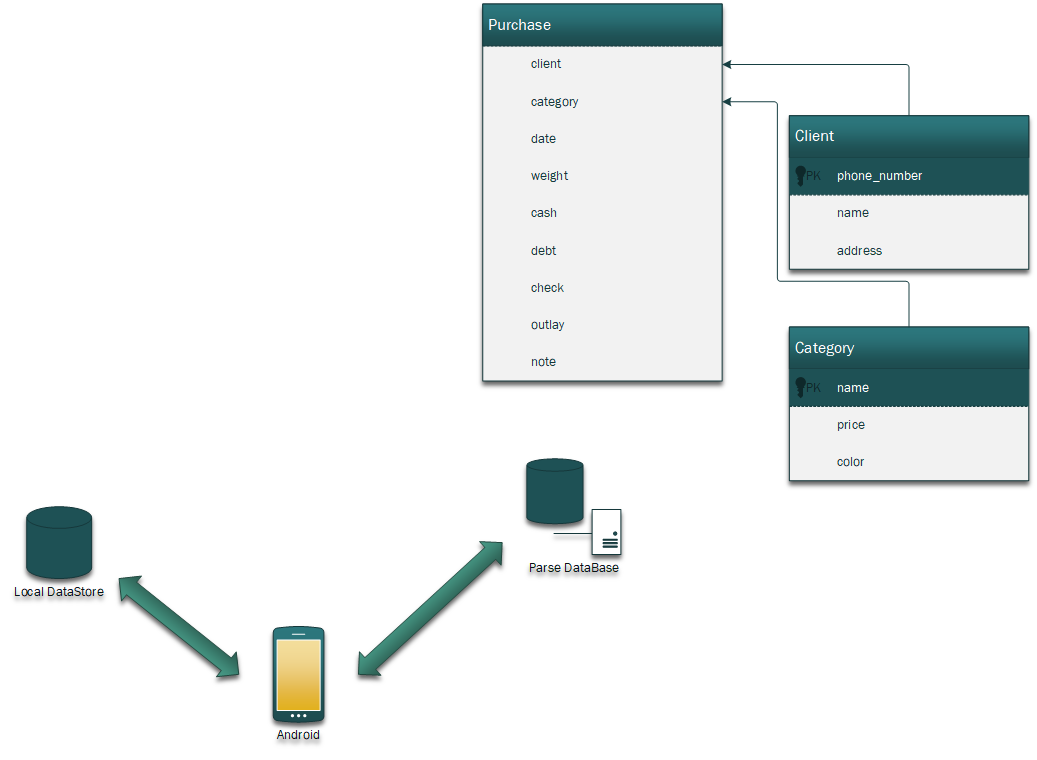 Purchase
client
category
date
weight
cash
debt
check
outlay
note
Client
PK phone_number
name
address
Category
PK name
price
color
Local DataStore
Parse DataBase
Android